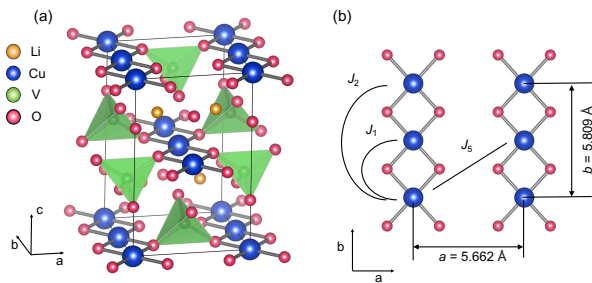 (a)
Li
Cu
V
O
c
b
a
(b)
J2
J1
J5
b = 5.809 Å
a = 5.662 Å
b
a